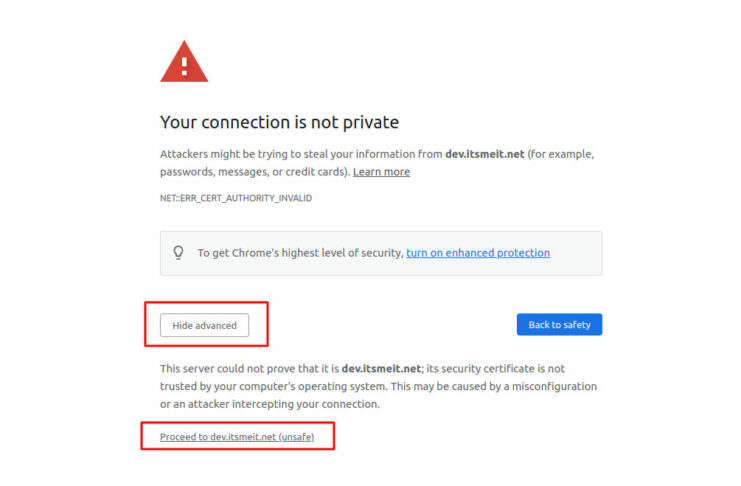 Your connection is not private
Attackers might be trying to steal your information from dev.itsmeit.net (for example,
passwords, messages, or credit cards). Learn more
NET::ERR_CERT_AUTHORITY_INVALID
To get Chrome's highest level of security, turn on enhanced protection
Hide advanced
Back to safety
This server could not prove that it is dev.itsmeit.net; its security certificate is not
trusted by your computer's operating system. This may be caused by a misconfiguration
or an attacker intercepting your connection.
Proceed to dev.itsmeit.net (unsafe)